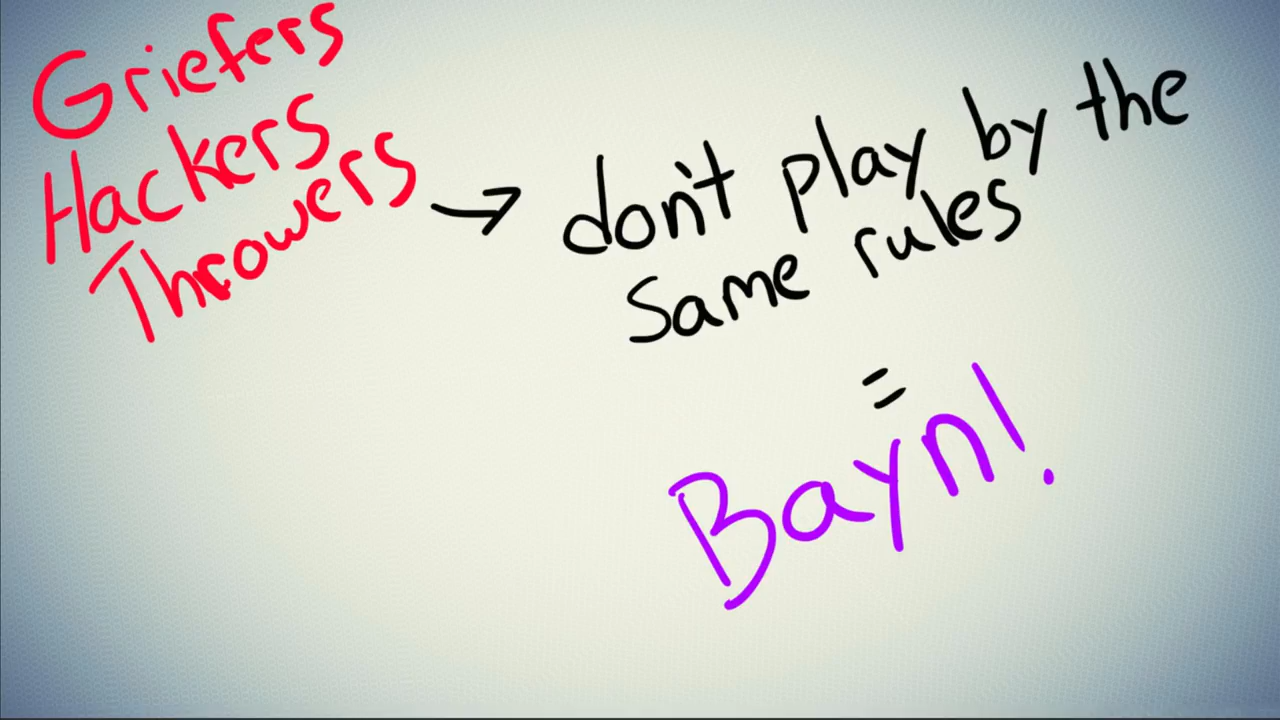 Griefers
Hackers
Throwers
→ don't play by the
same rules
=
Bayn!